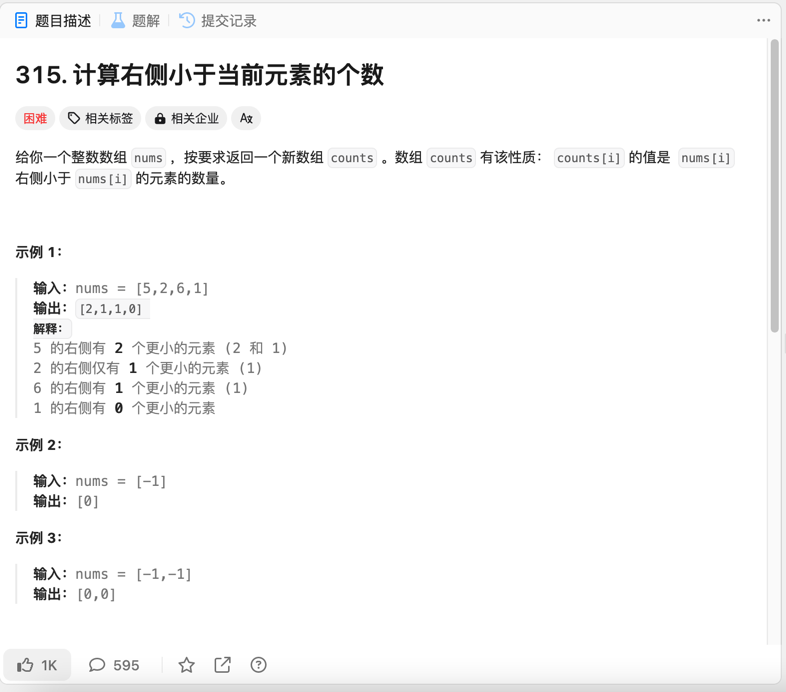 题目描述 题解 提交记录
315. 计算右侧小于当前元素的个数
困难 相关标签 相关企业
给你一个整数数组 nums ，按要求返回一个新数组 counts 。数组 counts 有该性质： counts[i] 的值是 nums[i]
右侧小于 nums[i] 的元素的数量。
示例 1：
输入：nums = [5,2,6,1]
输出：[2,1,1,0]
解释：
5 的右侧有 2 个更小的元素 (2 和 1)
2 的右侧仅有 1 个更小的元素 (1)
6 的右侧有 1 个更小的元素 (1)
1 的右侧有 0 个更小的元素
示例 2：
输入：nums = [-1]
输出：[0]
示例 3：
输入：nums = [-1,-1]
输出：[0,0]
1K 595